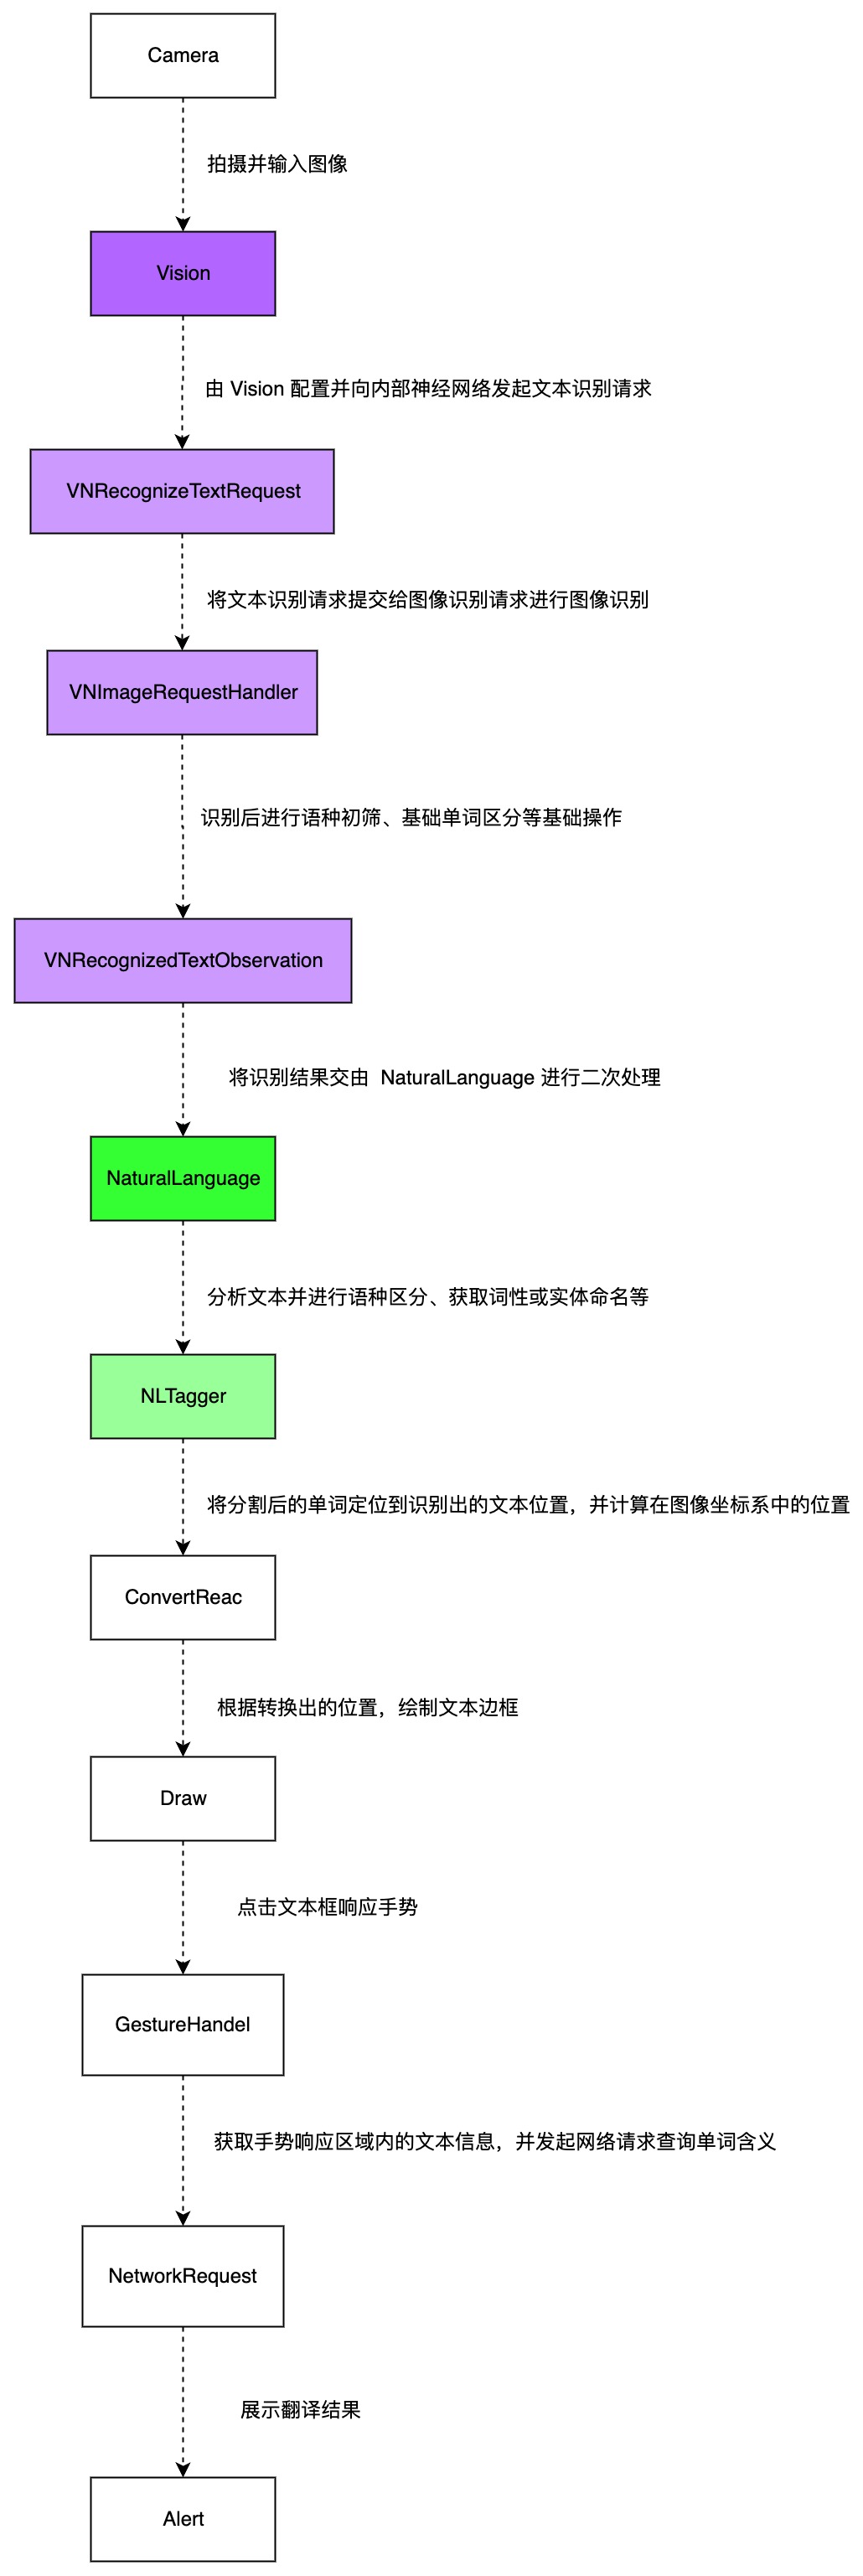 Camera
拍摄并输入图像
Vision
由 Vision 配置并向内部神经网络发起文本识别请求
VNRecognizeTextRequest
将文本识别请求提交给图像识别请求进行图像识别
VNImageRequestHandler
识别后进行语种初筛、基础单词区分等基础操作
VNRecognizedTextObservation
将识别结果交由 NaturalLanguage 进行二次处理
NaturalLanguage
分析文本并进行语种区分、获取词性或实体命名等
NLTagger
将分割后的单词定位到识别出的文本位置，并计算在图像坐标系中的位置
ConvertReac
根据转换出的位置，绘制文本边框
Draw
点击文本框响应手势
GestureHandel
获取手势响应区域内的文本信息，并发起网络请求查询单词含义
NetworkRequest
展示翻译结果
Alert